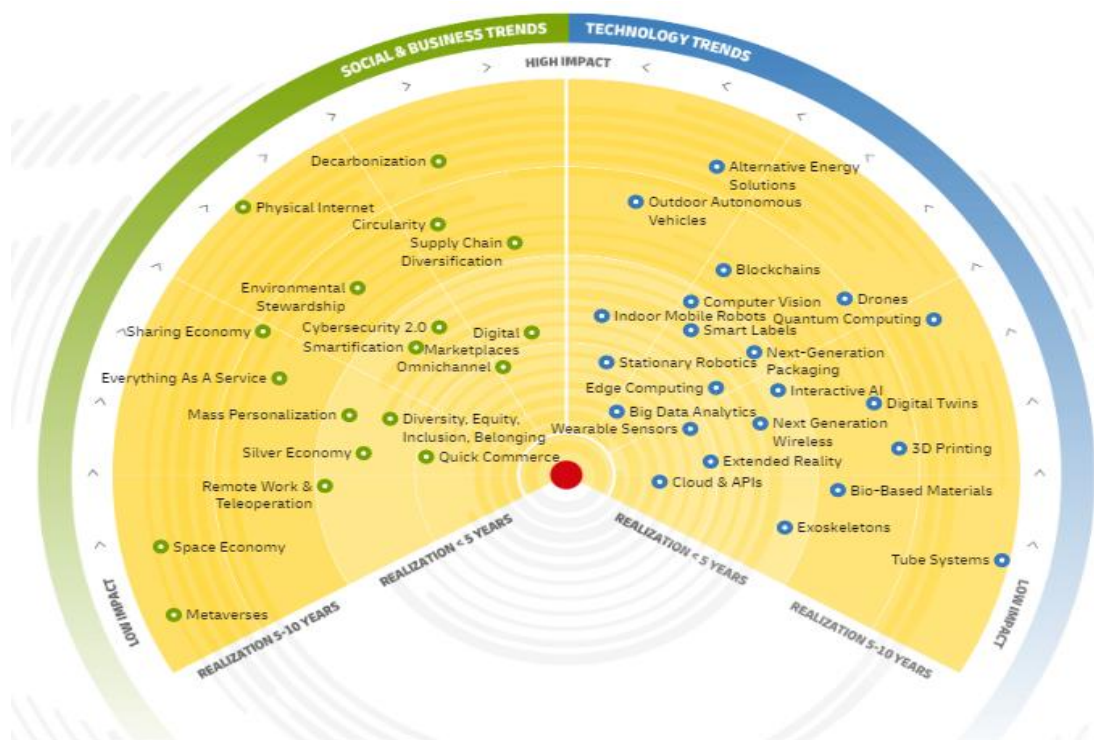 SOCIAL & BUSINESS TRENDS
TECHNOLOGY TRENDS
HIGH IMPACT
Decarbonization
Physical Internet
Circularity
Supply Chain
Diversification
Environmental
Stewardship
Sharing Economy
Cybersecurity 2.0
Smartification
Digital
Marketplaces
Omnichannel
Everything As A Service
Mass Personalization
Diversity, Equity,
Inclusion, Belonging
Silver Economy
Quick Commerce
Remote Work &
Teleoperation
Space Economy
Metaverses
LOW IMPACT
REALIZATION < 5 YEARS
REALIZATION 5-10 YEARS
Alternative Energy
Solutions
Outdoor Autonomous
Vehicles
Blockchains
Computer Vision
Drones
Indoor Mobile Robots
Quantum Computing
Smart Labels
Stationary Robotics
Next-Generation
Packaging
Edge Computing
Interactive AI
Digital Twins
Big Data Analytics
Wearable Sensors
Next Generation
Wireless
3D Printing
Extended Reality
Cloud & APIs
Bio-Based Materials
Exoskeletons
Tube Systems
REALIZATION < 5 YEARS
REALIZATION 5-10 YEARS
LOW IMPACT